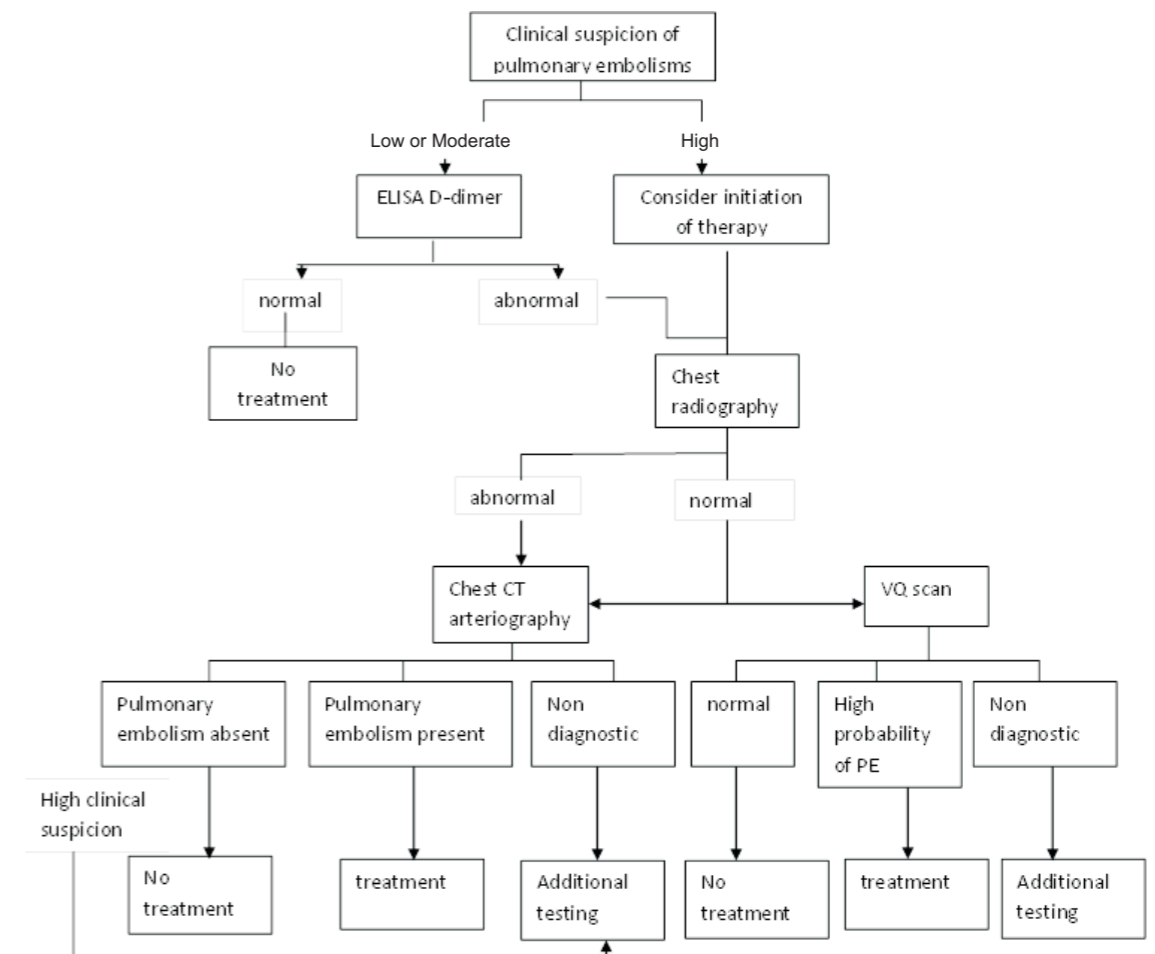 Clinical suspicion of
pulmonary embolisms
Low or Moderate
High
ELISA D-dimer
Consider initiation
of therapy
normal
abnormal
No
treatment
Chest
radiography
abnormal
normal
Chest CT
arteriography
VQ scan
Pulmonary
embolism absent
Pulmonary
embolism present
Non
diagnostic
normal
High
probability
of PE
Non
diagnostic
High clinical
suspicion
No
treatment
treatment
Additional
testing
No
treatment
treatment
Additional
testing